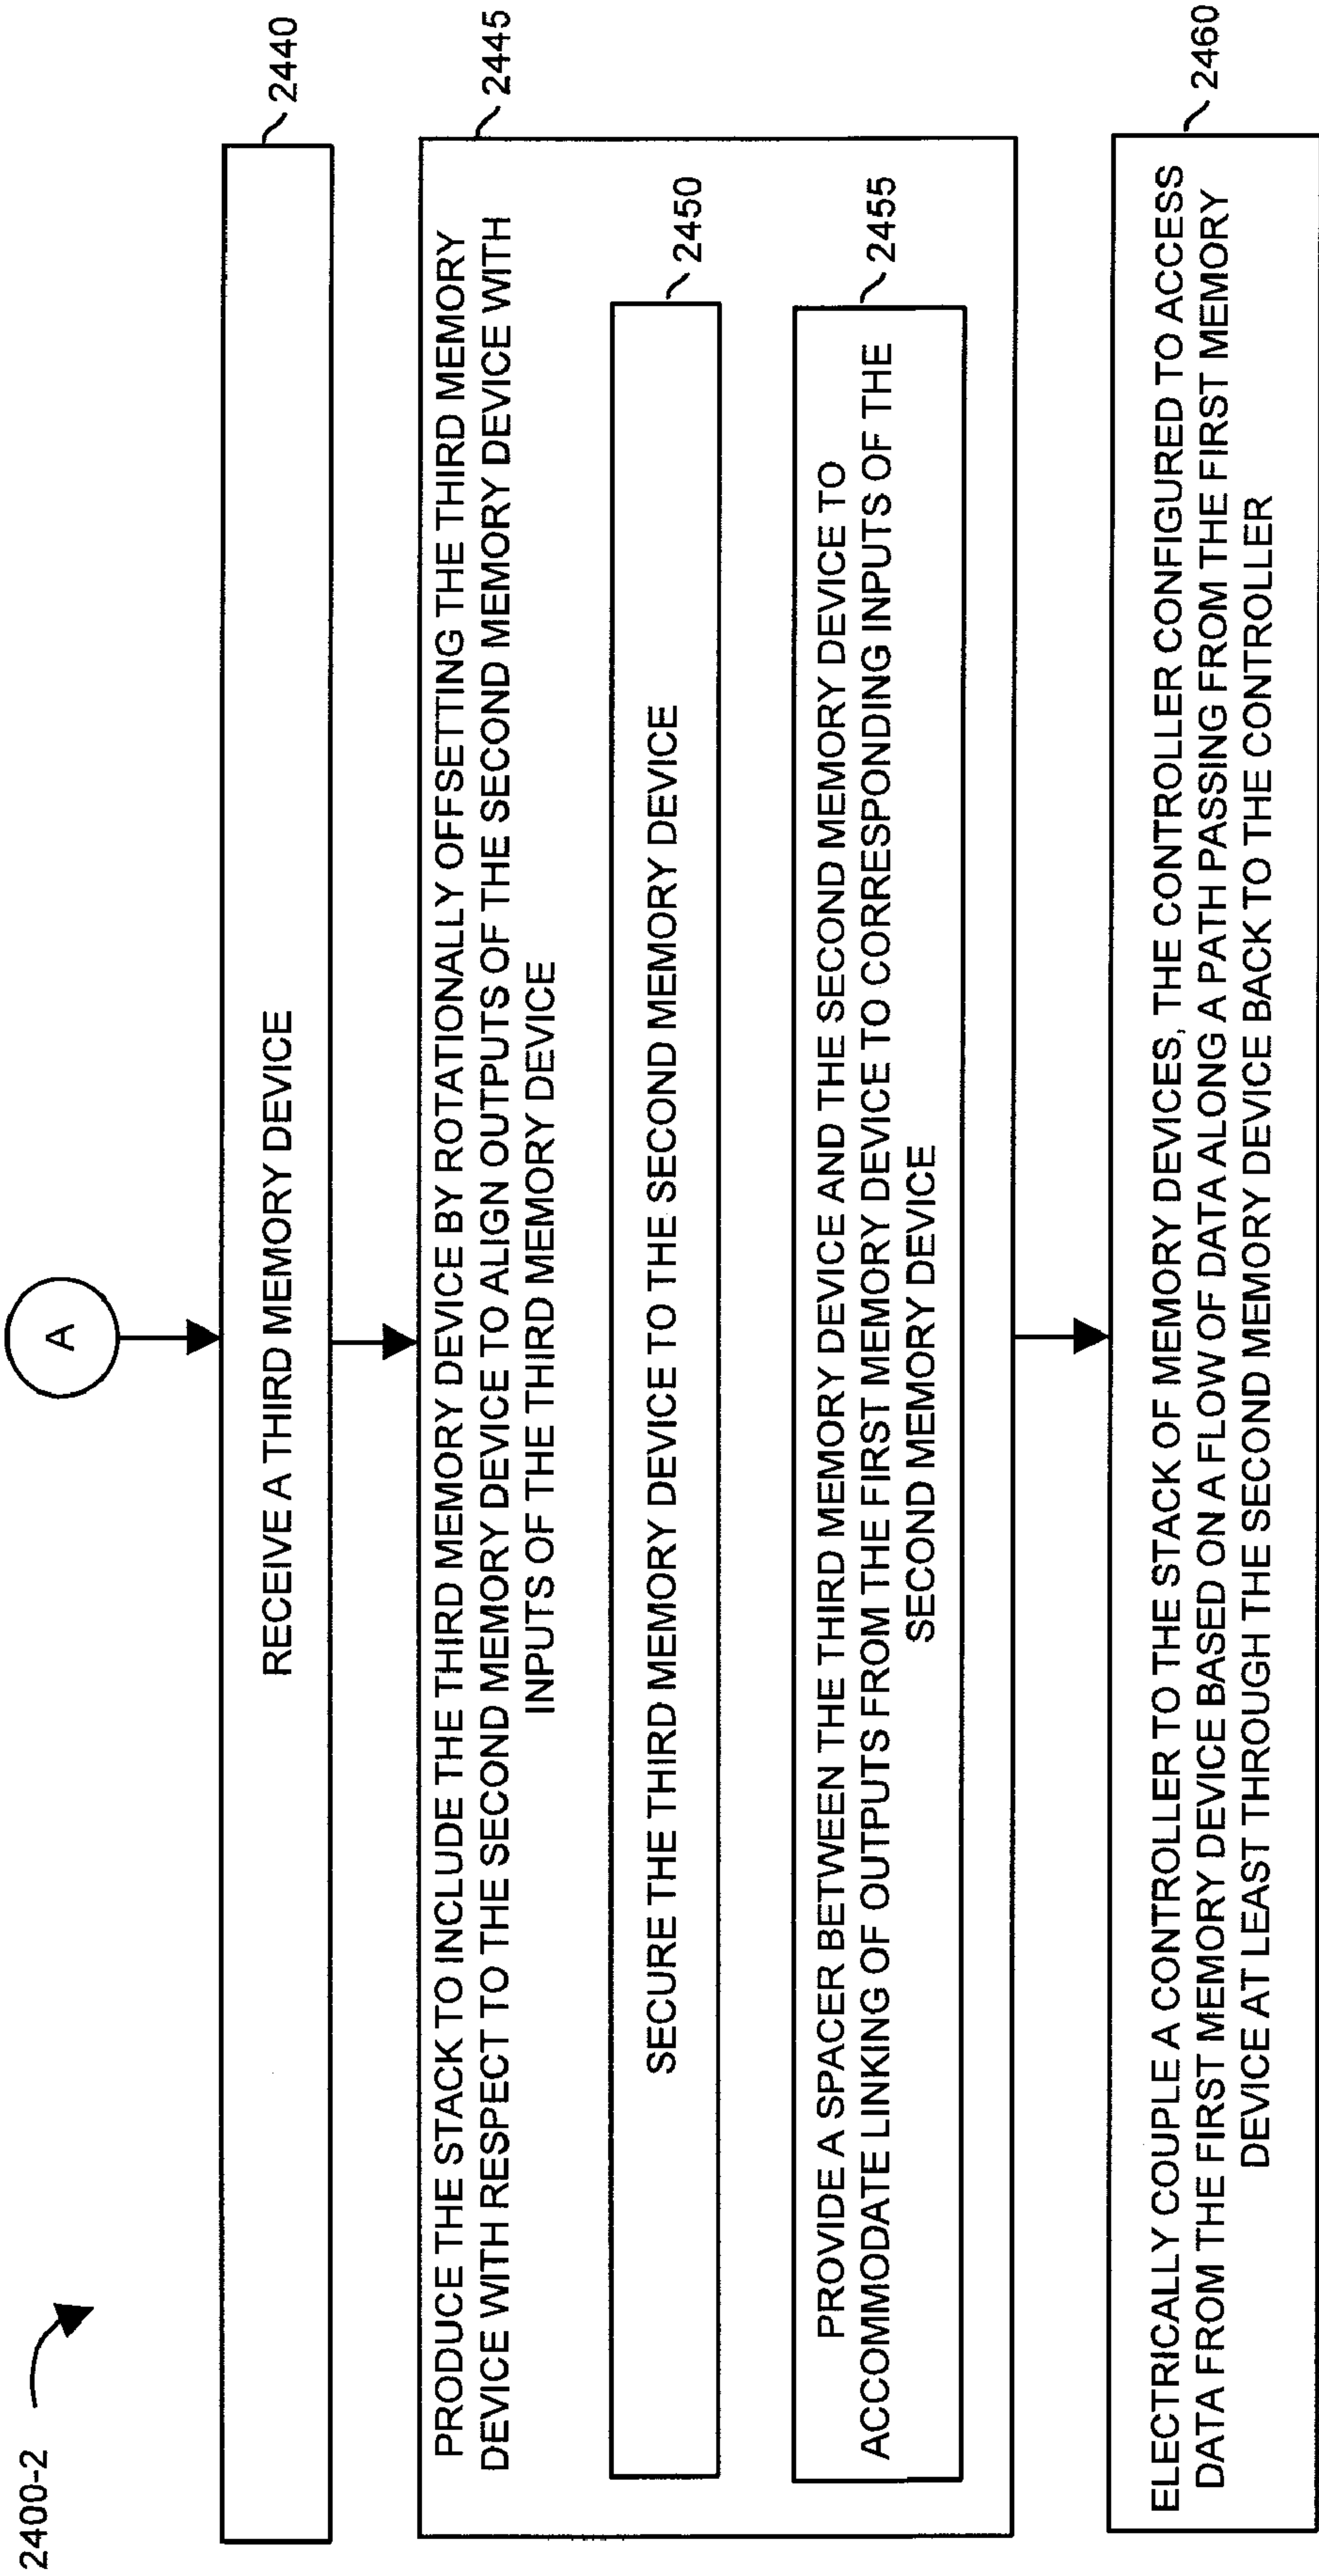 2400-2
A
RECEIVE A THIRD MEMORY DEVICE
2440
PRODUCE THE STACK TO INCLUDE THE THIRD MEMORY DEVICE BY ROTATIONALLY OFFSETTING THE THIRD MEMORY
DEVICE WITH RESPECT TO THE SECOND MEMORY DEVICE TO ALIGN OUTPUTS OF THE SECOND MEMORY DEVICE WITH
INPUTS OF THE THIRD MEMORY DEVICE
2445
SECURE THE THIRD MEMORY DEVICE TO THE SECOND MEMORY DEVICE
2450
PROVIDE A SPACER BETWEEN THE THIRD MEMORY DEVICE AND THE SECOND MEMORY DEVICE TO
ACCOMMODATE LINKING OF OUTPUTS FROM THE FIRST MEMORY DEVICE TO CORRESPONDING INPUTS OF THE
SECOND MEMORY DEVICE
2455
ELECTRICALLY COUPLE A CONTROLLER TO THE STACK OF MEMORY DEVICES, THE CONTROLLER CONFIGURED TO ACCESS
DATA FROM THE FIRST MEMORY DEVICE BASED ON A FLOW OF DATA ALONG A PATH PASSING FROM THE FIRST MEMORY
DEVICE AT LEAST THROUGH THE SECOND MEMORY DEVICE BACK TO THE CONTROLLER
2460